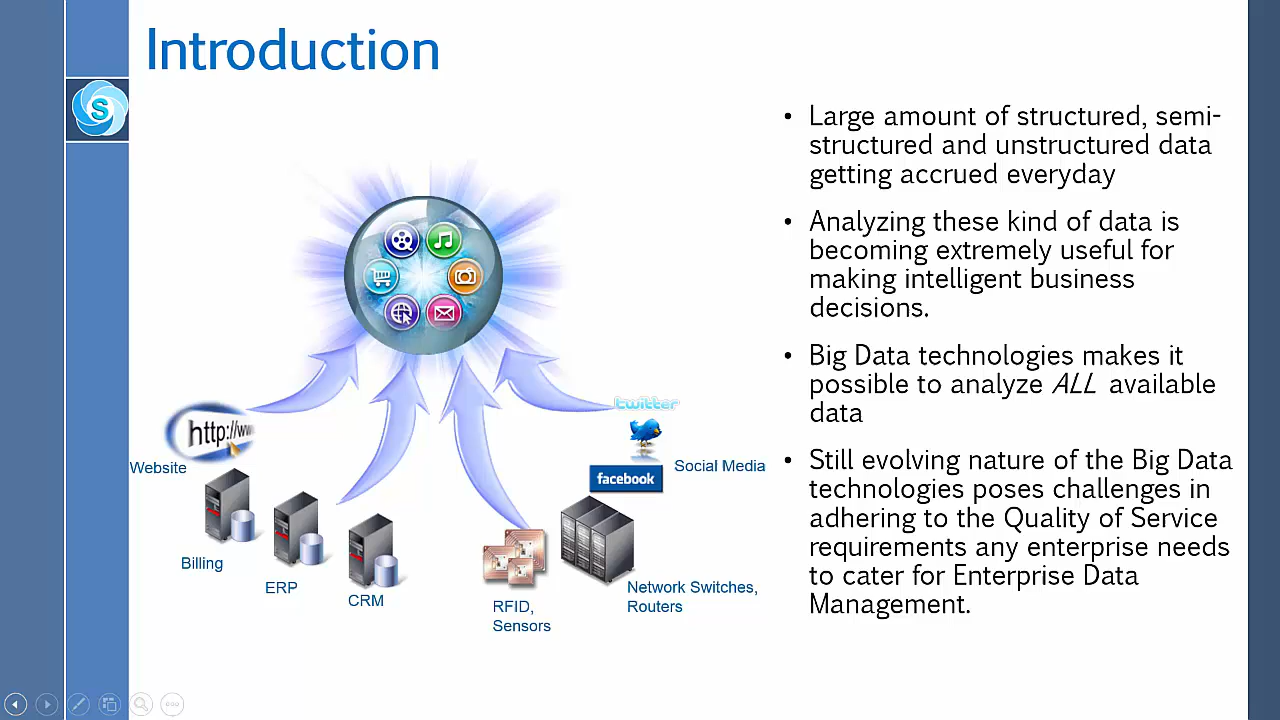 Introduction
S
• Large amount of structured, semi-
structured and unstructured data
getting accrued everyday
• Analyzing these kind of data is
becoming extremely useful for
making intelligent business
decisions.
• Big Data technologies makes it
possible to analyze ALL available
data
• Still evolving nature of the Big Data
technologies poses challenges in
adhering to the Quality of Service
requirements any enterprise needs
to cater for Enterprise Data
Management.
http://ww
Website
Billing
ERP
CRM
twitter
facebook
Social Media
RFID,
Sensors
Network Switches,
Routers